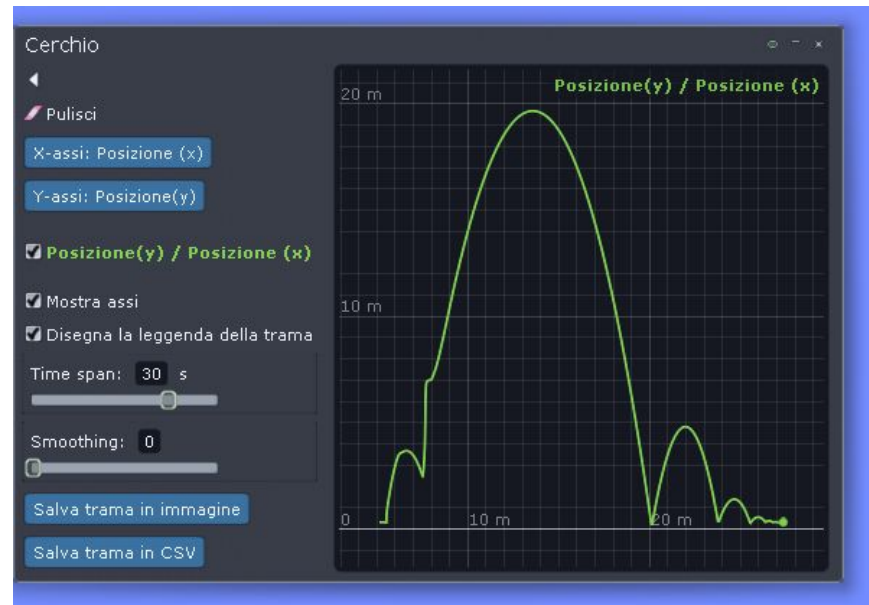 Cerchio
Pulisci
X-assi: Posizione (x)
Y-assi: Posizione(y)
Posizione(y) / Posizione (x)
Mostra assi
Disegna la leggenda della trama
Time span: 30 s
Smoothing: 0
Salva trama in immagine
Salva trama in CSV
Posizione(y) / Posizione (x)
20 m
10 m
0
10 m
20 m